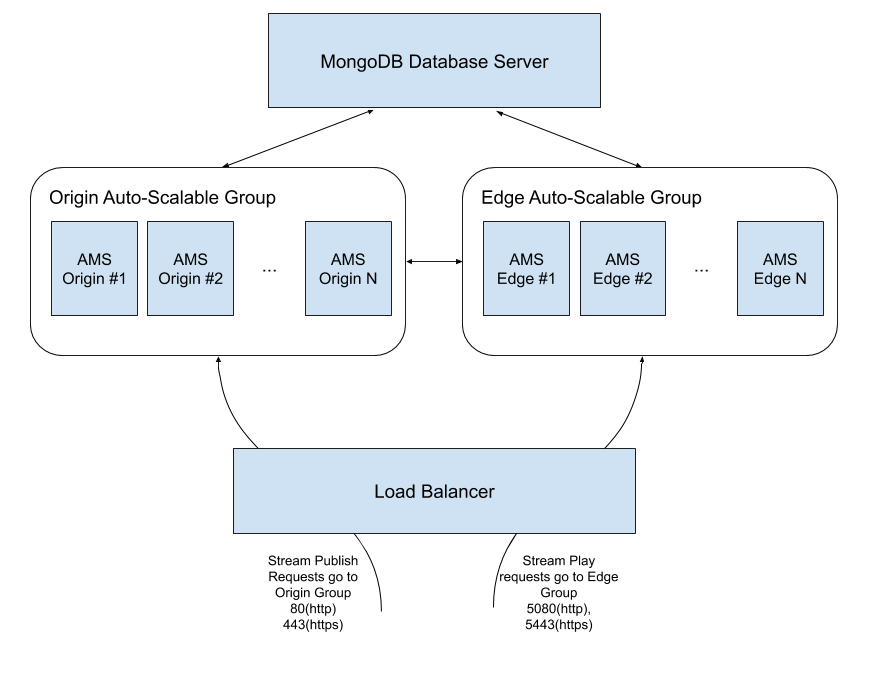 MongoDB Database Server
Origin Auto-Scalable Group
AMS
Origin #1
AMS
Origin #2
...
AMS
Origin N
Edge Auto-Scalable Group
AMS
Edge #1
AMS
Edge #2
...
AMS
Edge N
Load Balancer
Stream Publish
Requests go to
Origin Group
80(http)
443(https)
Stream Play
requests go to Edge
Group
5080(http),
5443(https)